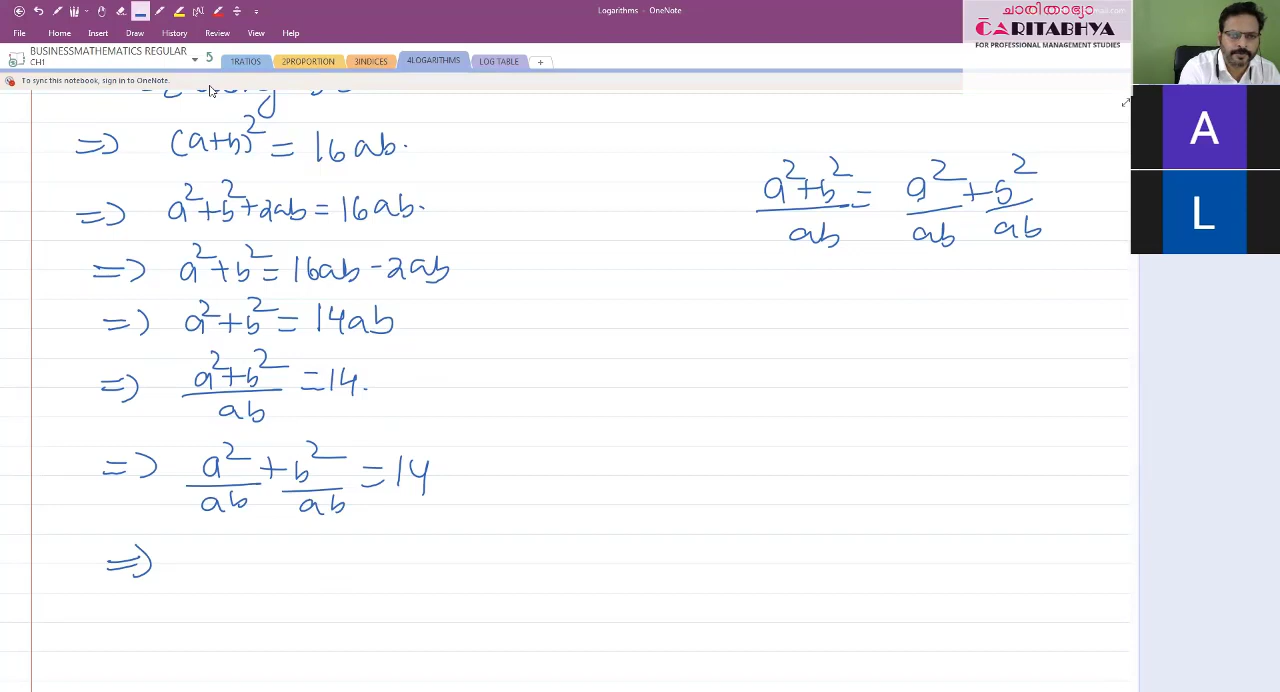 Logarithms - OneNote
ചാരിതാഭ്യാ
CARITABHYA
FOR PROFESSIONAL MANAGEMENT STUDIES
File Home Insert Draw History Review View Help
BUSINESSMATHEMATICS REGULAR
CH1
1RATIOS 2PROPORTION 3INDICES 4LOGARITHMS LOG TABLE +
To sync this notebook, sign in to OneNote.
A
L
=> (a+b)² = 16ab.
=> a²+b²+2ab = 16ab.
=> a²+b² = 16ab - 2ab
=> a²+b² = 14ab
=> (a²+b²)/ab = 14.
=> a²/ab + b²/ab = 14
=>
(a²+b²)/ab = a²/ab + b²/ab